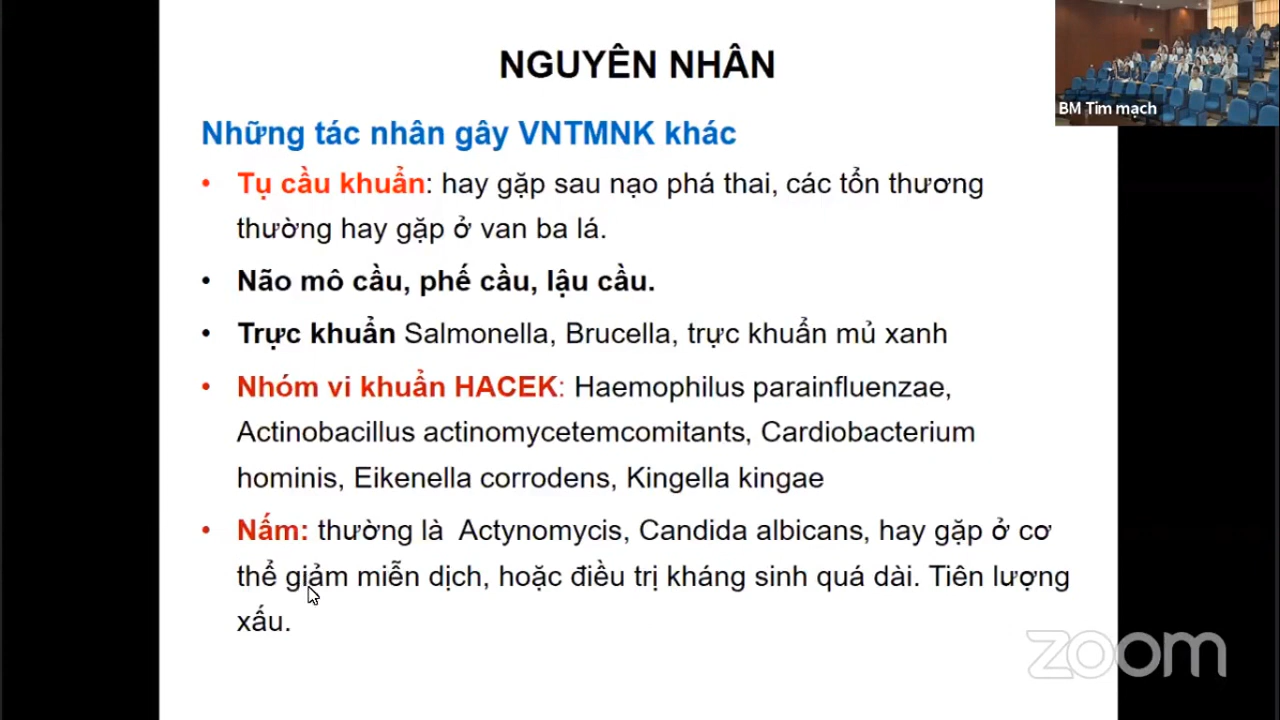 NGUYÊN NHÂN
BM Tim mạch
Những tác nhân gây VNTMNK khác
• Tụ cầu khuẩn: hay gặp sau nạo phá thai, các tổn thương
thường hay gặp ở van ba lá.
• Não mô cầu, phế cầu, lậu cầu.
• Trực khuẩn Salmonella, Brucella, trực khuẩn mủ xanh
• Nhóm vi khuẩn HACEK: Haemophilus parainfluenzae,
Actinobacillus actinomycetemcomitants, Cardiobacterium
hominis, Eikenella corrodens, Kingella kingae
• Nấm: thường là Actynomycis, Candida albicans, hay gặp ở cơ
thể giảm miễn dịch, hoặc điều trị kháng sinh quá dài. Tiên lượng
xấu.
zoom